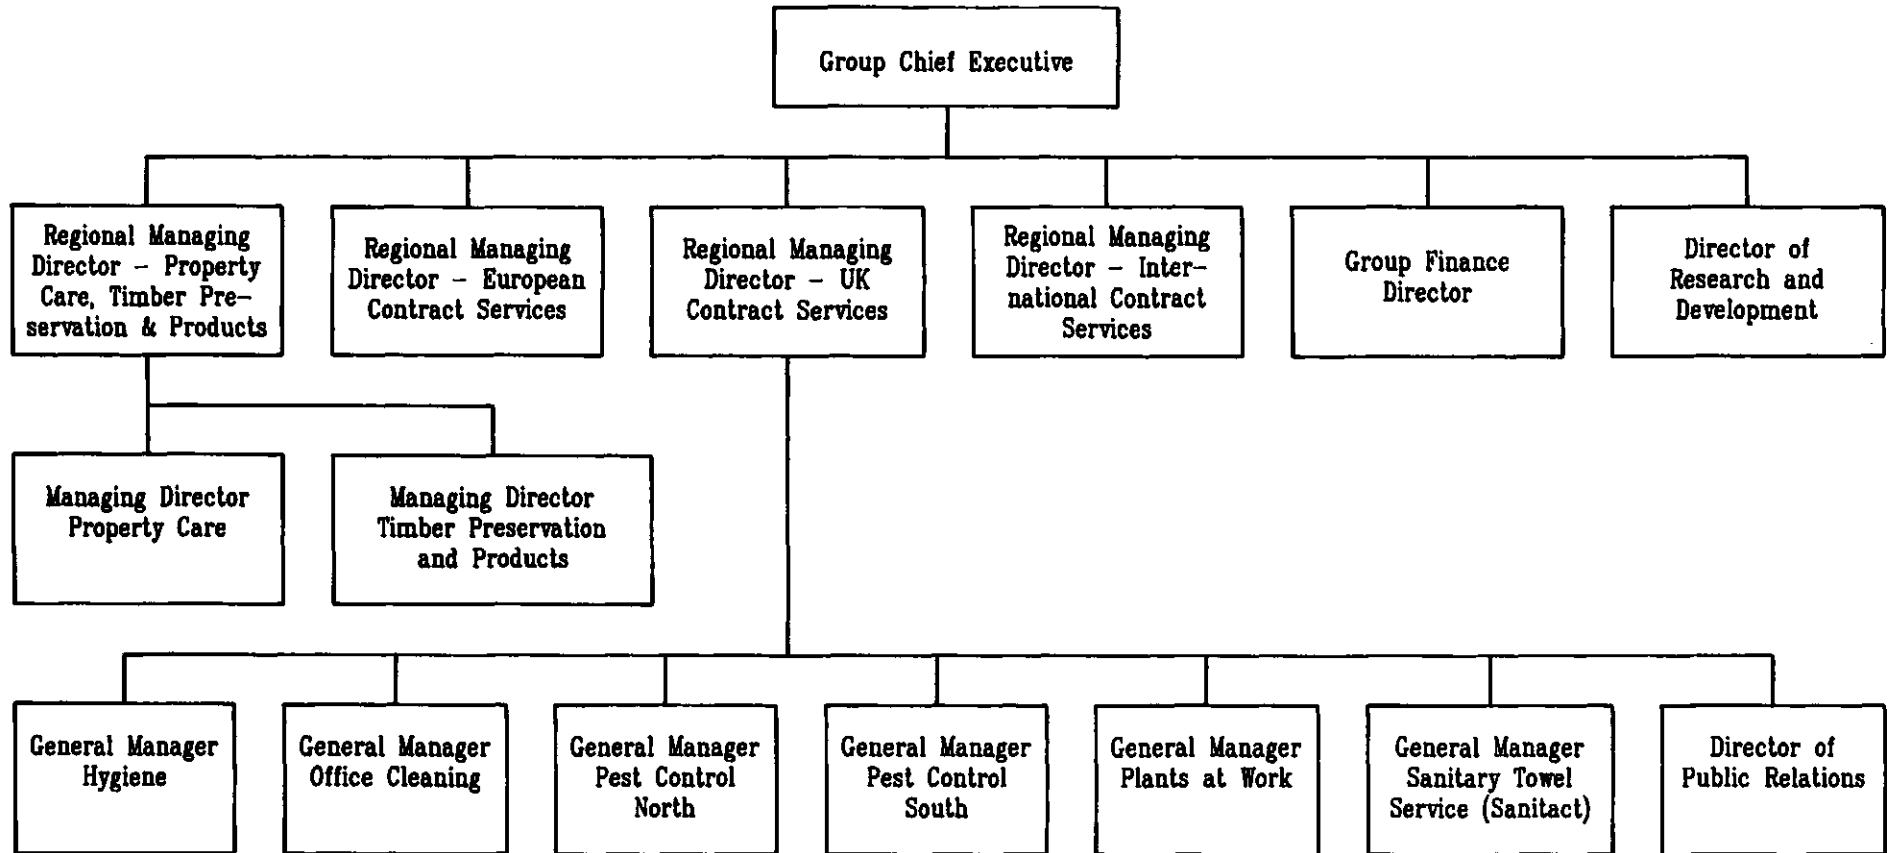 Group Chief Executive
Regional Managing
Director – Property
Care, Timber Pre-
servation & Products
Regional Managing
Director – European
Contract Services
Regional Managing
Director – UK
Contract Services
Regional Managing
Director – Inter-
national Contract
Services
Group Finance
Director
Director of
Research and
Development
Managing Director
Property Care
Managing Director
Timber Preservation
and Products
General Manager
Hygiene
General Manager
Office Cleaning
General Manager
Pest Control
North
General Manager
Pest Control
South
General Manager
Plants at Work
General Manager
Sanitary Towel
Service (Sanitact)
Director of
Public Relations